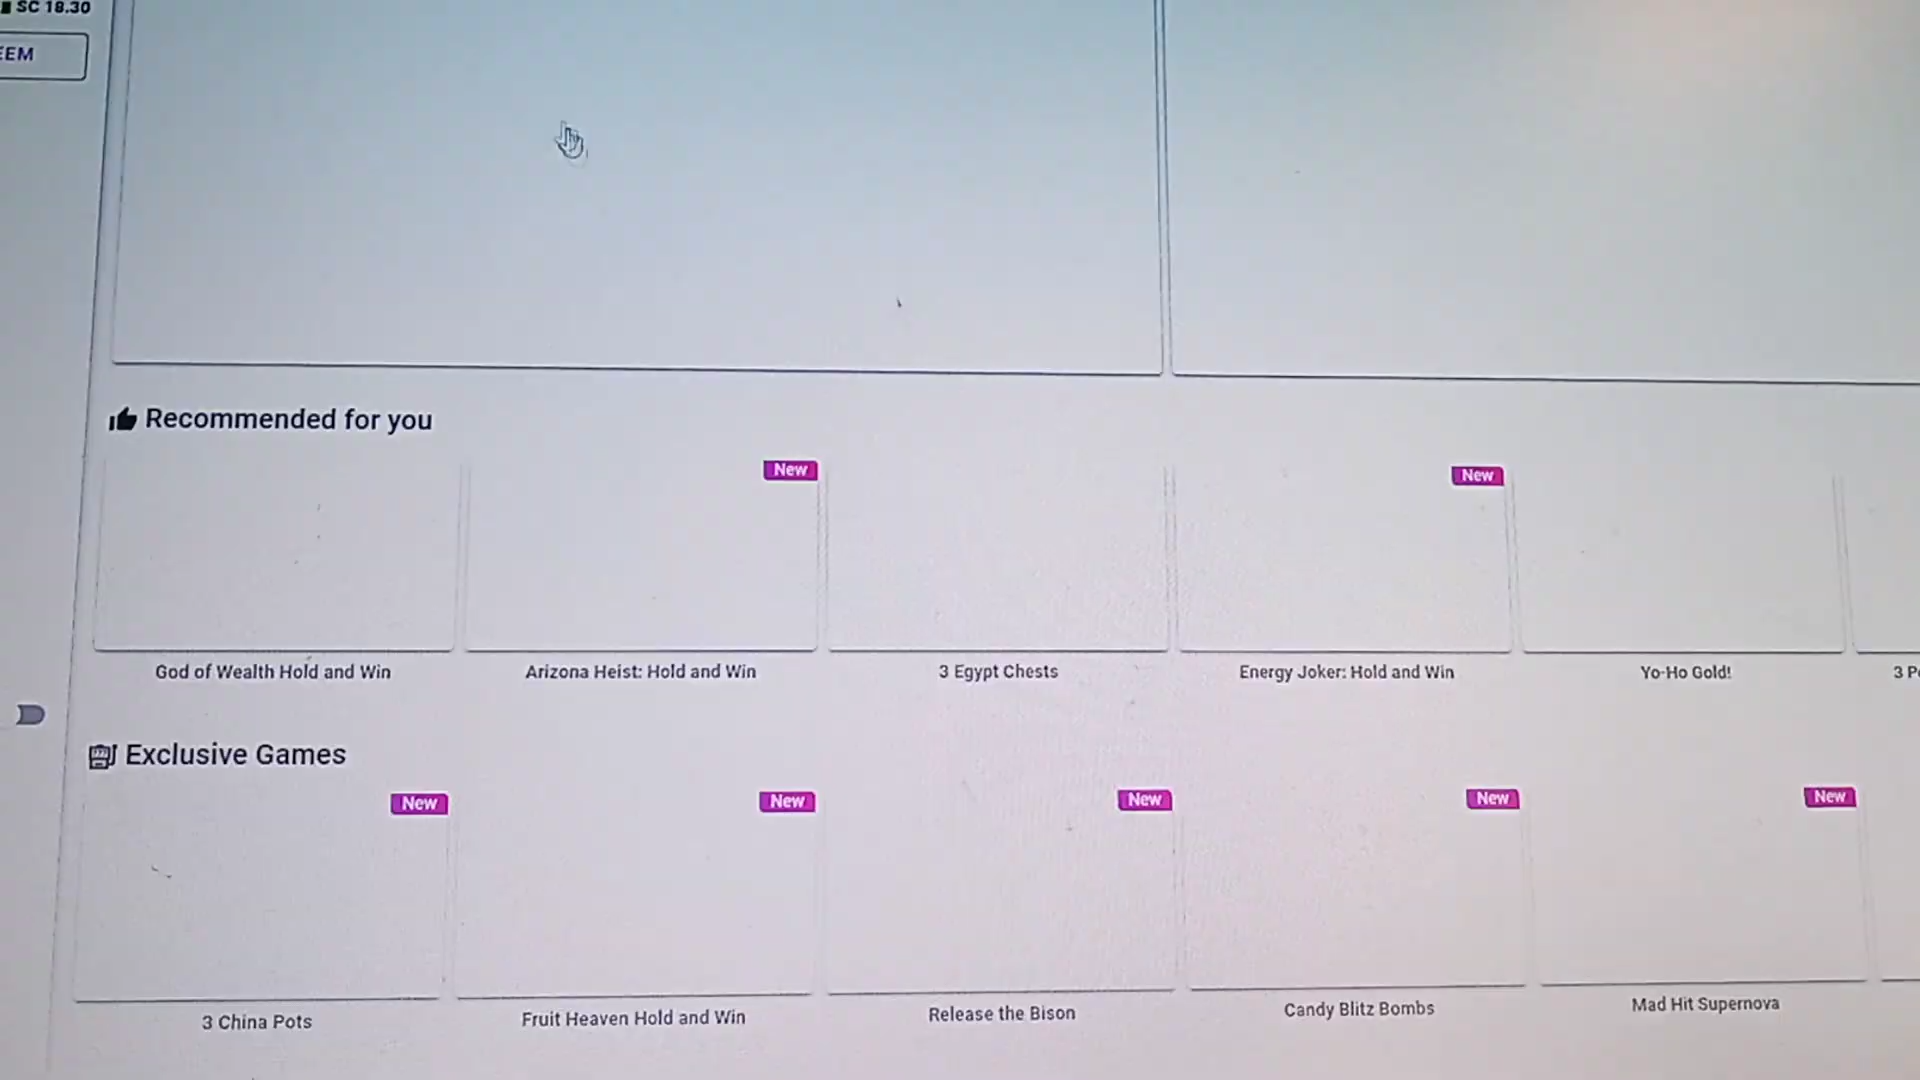 SC 18.30
EEM
Recommended for you
New
New
God of Wealth Hold and Win
Arizona Heist: Hold and Win
3 Egypt Chests
Energy Joker: Hold and Win
Yo-Ho Gold!
3 P
Exclusive Games
New
New
New
New
New
3 China Pots
Fruit Heaven Hold and Win
Release the Bison
Candy Blitz Bombs
Mad Hit Supernova